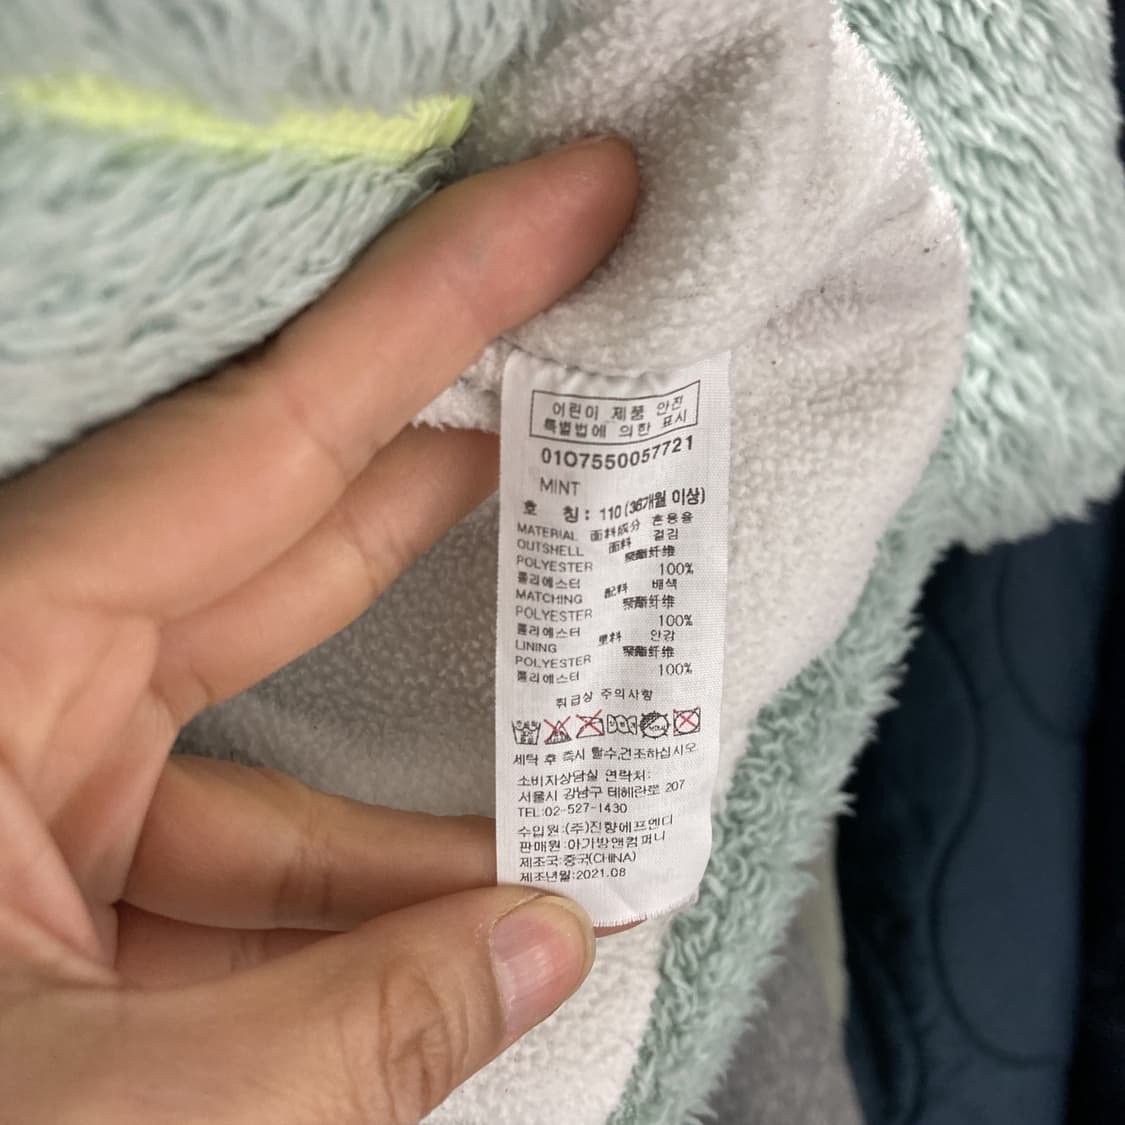 어린이 제품 안전
특별법에 의한 표시
0107550057721
MINT
호 칭: 110(36개월 이상)
MATERIAL 面料成分 혼용율
OUTSHELL 面料 겉감
POLYESTER 聚酯纤维
폴리에스터 100%
MATCHING 配料 배색
POLYESTER 聚酯纤维
폴리에스터 100%
LINING 里料 안감
POLYESTER 聚酯纤维
폴리에스터 100%
취급상 주의사항
세탁 후 즉시 탈수,건조하십시오
소비자상담실 연락처:
서울시 강남구 테헤란로 207
TEL:02-527-1430
수입원:(주)진향에프엔디
판매원:아가방앤컴퍼니
제조국:중국(CHINA)
제조년월:2021.08